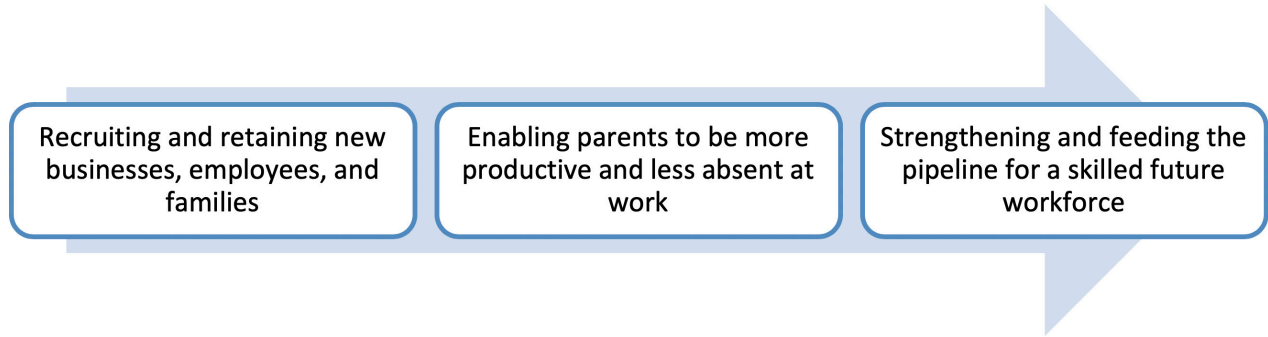 Recruiting and retaining new
businesses, employees, and
families
Enabling parents to be more
productive and less absent at
work
Strengthening and feeding the
pipeline for a skilled future
workforce